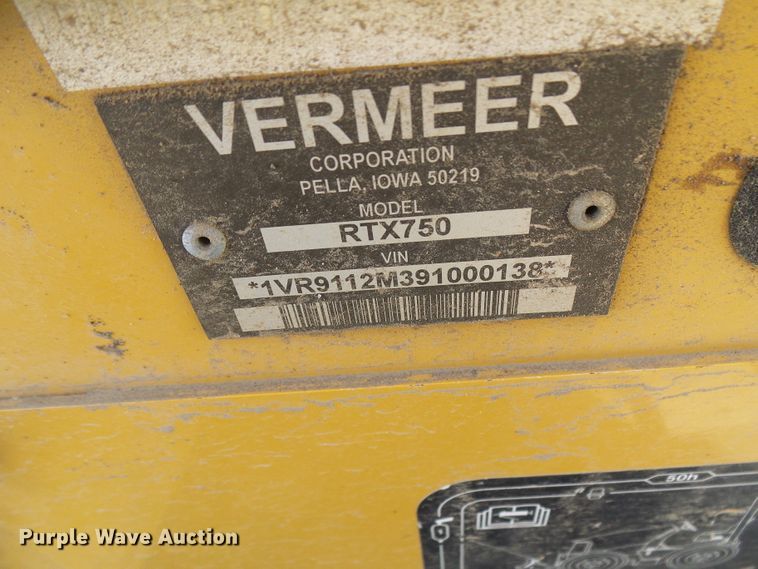 VERMEER
CORPORATION
PELLA, IOWA 50219
MODEL
RTX750
VIN
*1VR9112M391000138*
50h
Purple Wave Auction